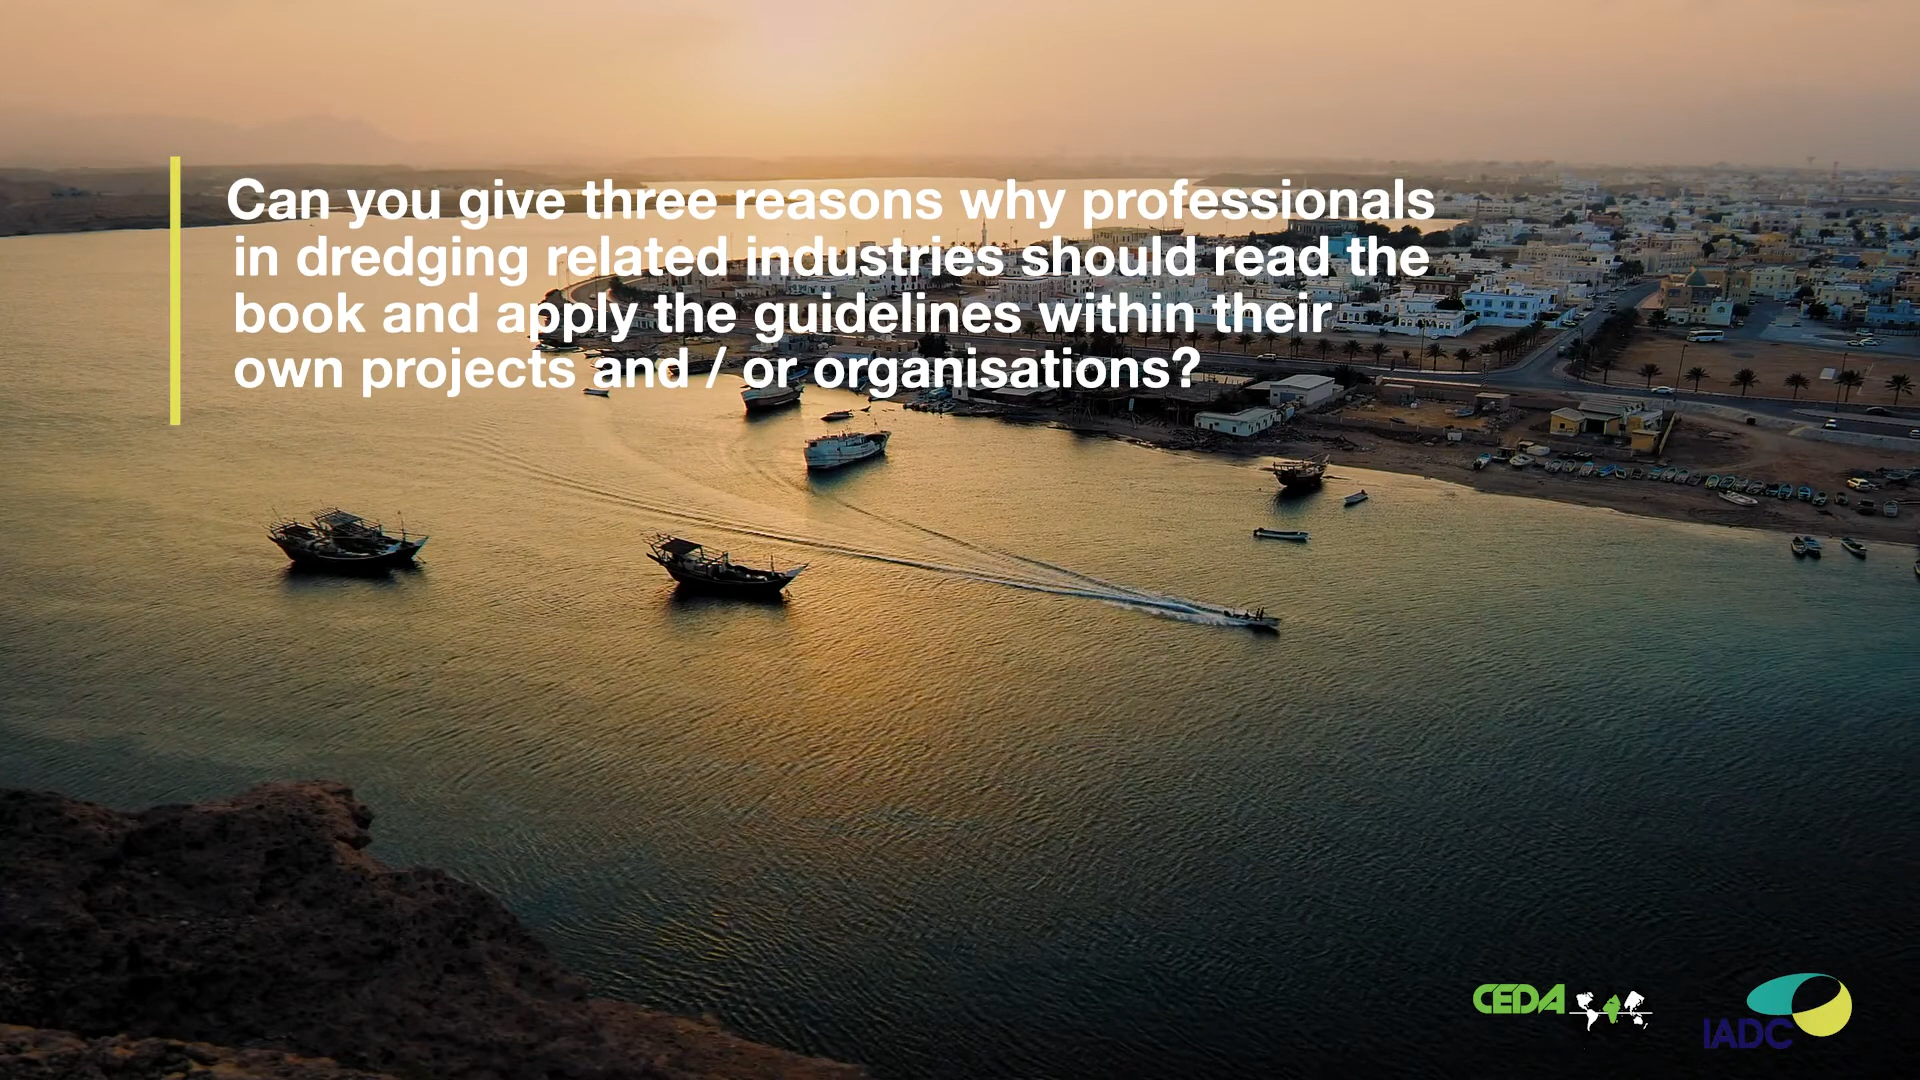 Can you give three reasons why professionals
in dredging related industries should read the
book and apply the guidelines within their
own projects and / or organisations?
CEDA
IADC